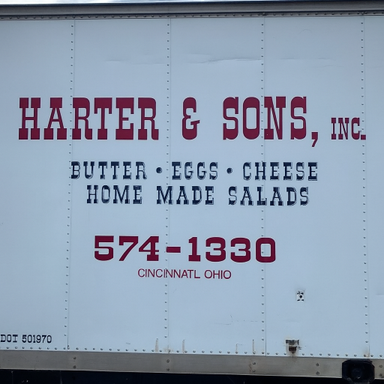 HARTER & SONS, INC.
BUTTER • EGGS • CHEESE
HOME MADE SALADS
574-1330
CINCINNATI, OHIO
DOT 501970